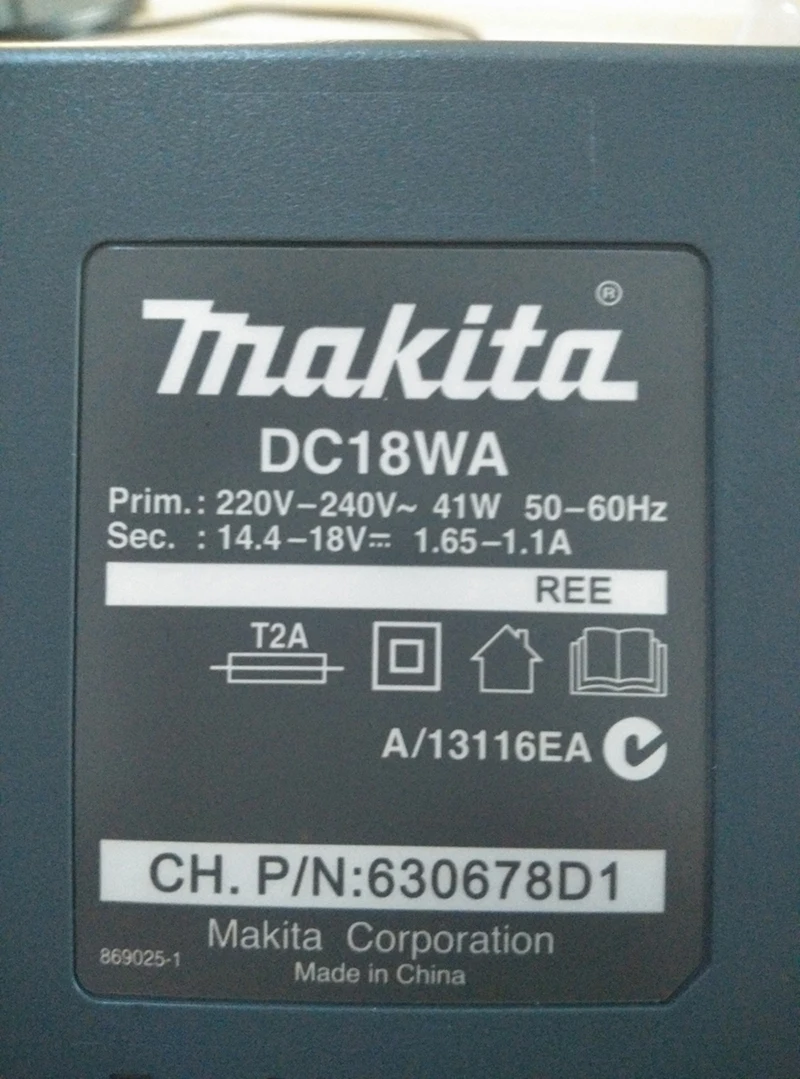 makita®
DC18WA
Prim.: 220V–240V~ 41W 50–60Hz
Sec. : 14.4–18V⎓ 1.65–1.1A
REE
T2A
A/13116EA
CH. P/N:630678D1
Makita Corporation
869025-1
Made in China